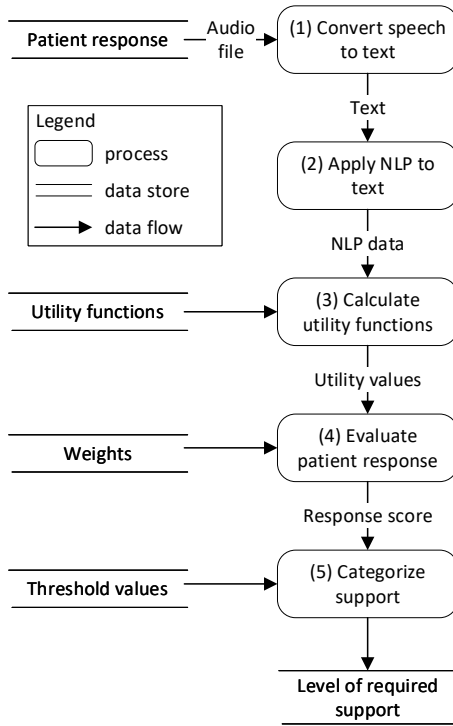 Patient response
Audio
file
(1) Convert speech
to text
Text
Legend
process
data store
data flow
(2) Apply NLP to
text
NLP data
Utility functions
(3) Calculate
utility functions
Utility values
Weights
(4) Evaluate
patient response
Response score
Threshold values
(5) Categorize
support
Level of required
support